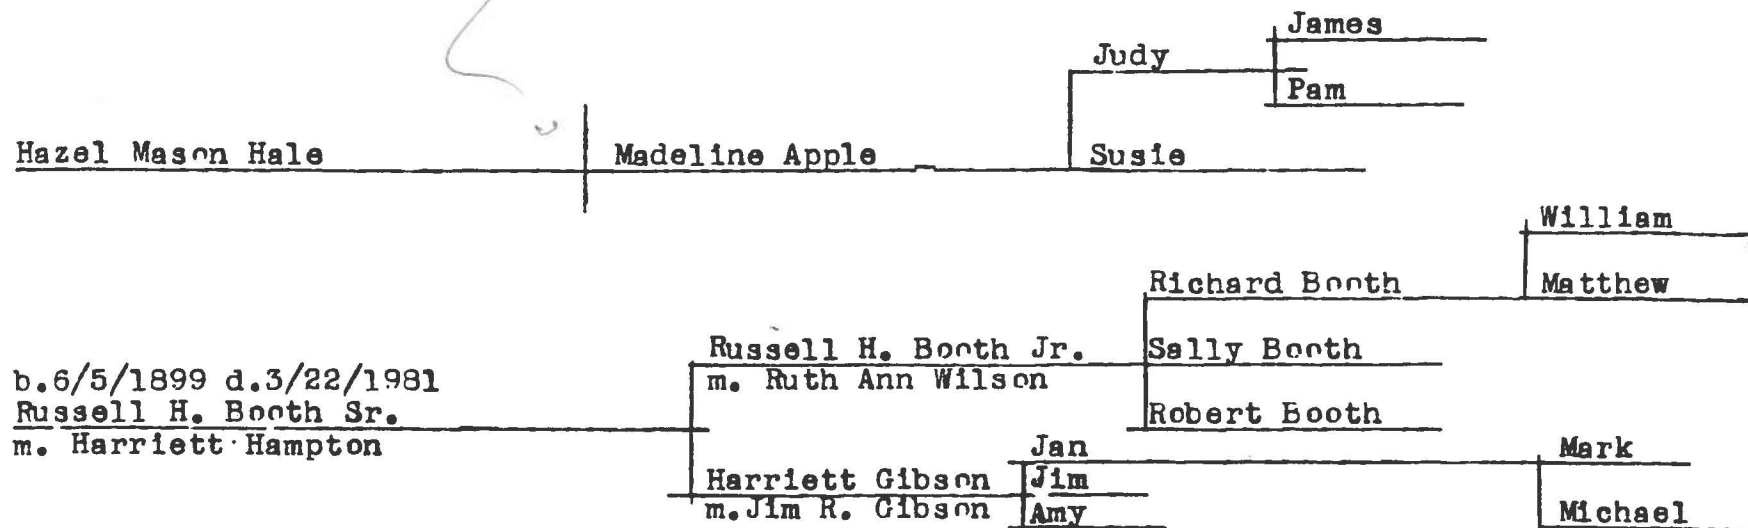 James
Judy
Pam
Hazel Mason Hale
Madeline Apple
Susie
William
Richard Booth
Matthew
Russell H. Booth Jr.
Sally Booth
m. Ruth Ann Wilson
b.6/5/1899 d.3/22/1981
Russell H. Booth Sr.
Robert Booth
m. Harriett Hampton
Jan
Mark
Harriett Gibson
Jim
m.Jim R. Gibson
Amy
Michael